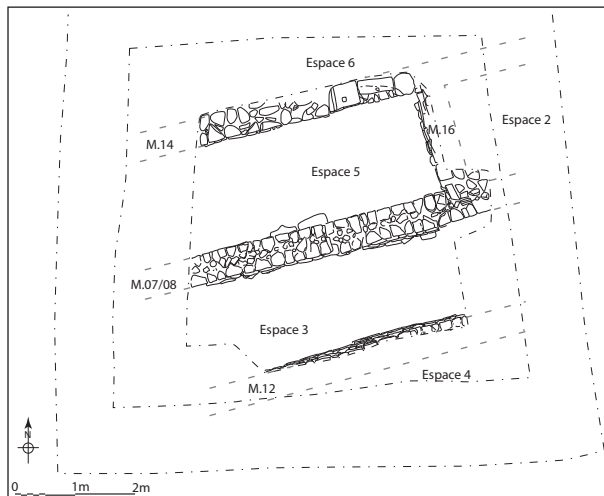 Espace 6
M.14
M.16
Espace 2
Espace 5
M.07/08
Espace 3
Espace 4
M.12
N
0 1m 2m